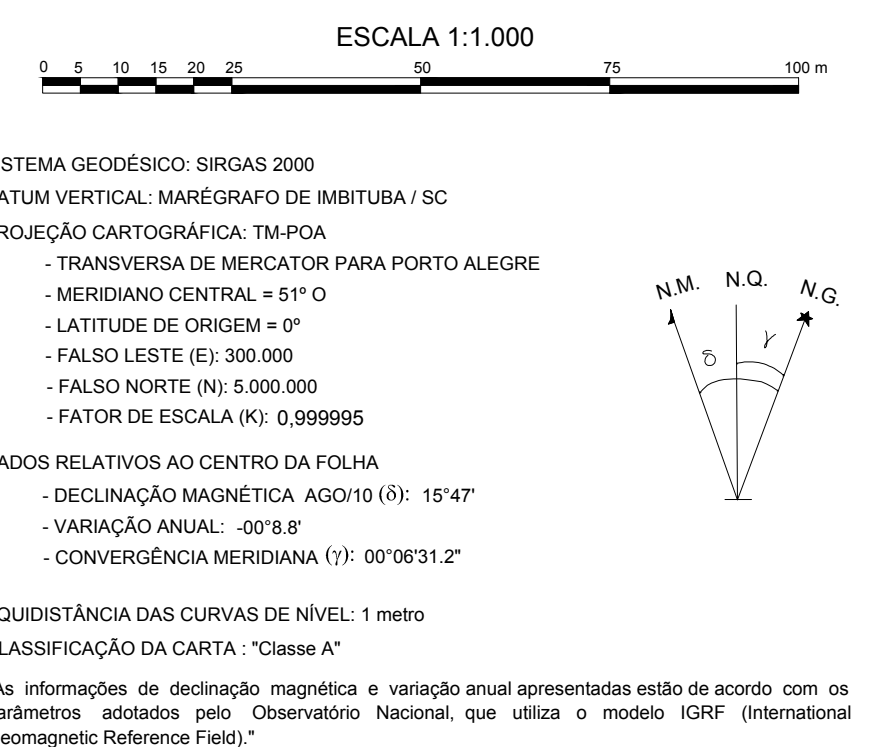 ESCALA 1:1.000
0 5 10 15 20 25 50 75 100 m
ISTEMA GEODÉSICO: SIRGAS 2000
ATUM VERTICAL: MARÉGRAFO DE IMBITUBA / SC
ROJEÇÃO CARTOGRÁFICA: TM-POA
- TRANSVERSA DE MERCATOR PARA PORTO ALEGRE
- MERIDIANO CENTRAL = 51º O
- LATITUDE DE ORIGEM = 0º
- FALSO LESTE (E): 300.000
- FALSO NORTE (N): 5.000.000
- FATOR DE ESCALA (K): 0,999995
N.M. N.Q. N.G.
δ γ
ADOS RELATIVOS AO CENTRO DA FOLHA
- DECLINAÇÃO MAGNÉTICA AGO/10 (δ): 15°47'
- VARIAÇÃO ANUAL: -00°8.8'
- CONVERGÊNCIA MERIDIANA (γ): 00°06'31.2"
QUIDISTÂNCIA DAS CURVAS DE NÍVEL: 1 metro
LASSIFICAÇÃO DA CARTA : "Classe A"
As informações de declinação magnética e variação anual apresentadas estão de acordo com os
arâmetros adotados pelo Observatório Nacional, que utiliza o modelo IGRF (International
eomagnetic Reference Field)."